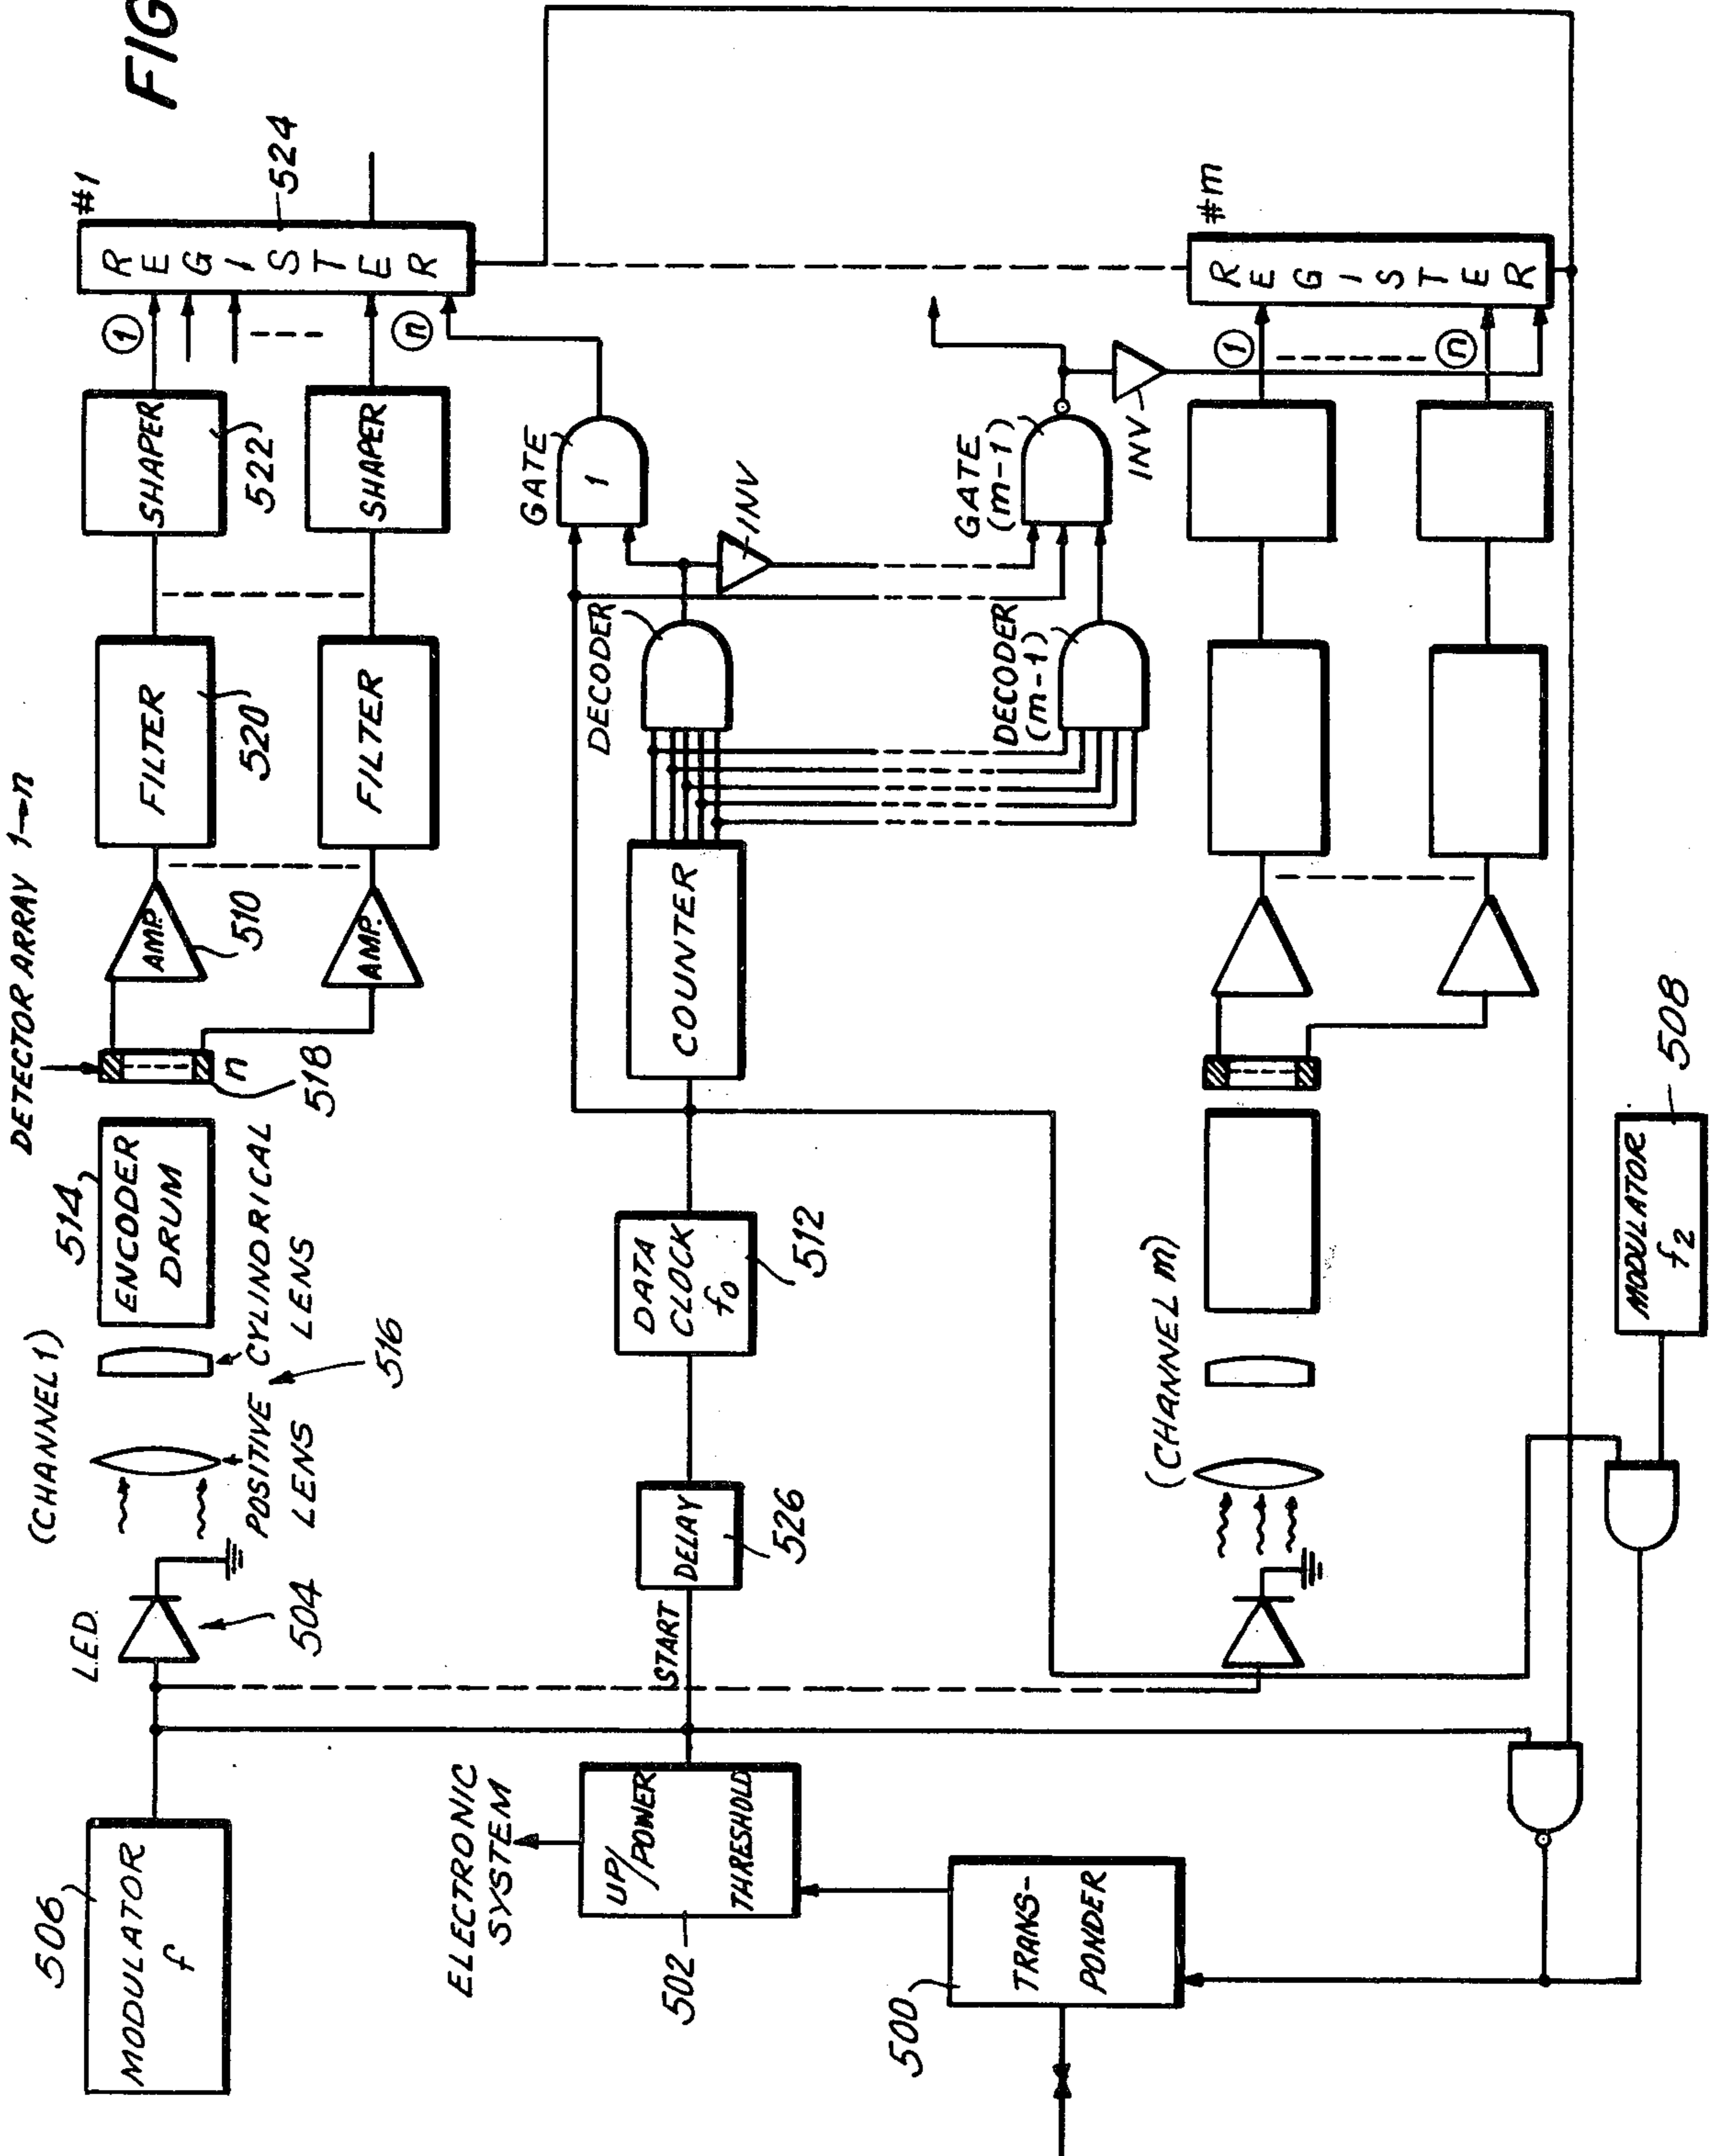 FIG
506
MODULATOR
f
L.E.D.
504
(CHANNEL 1)
POSITIVE
LENS
CYLINDRICAL
LENS
516
514
ENCODER
DRUM
DETECTOR ARRAY 1→n
n
518
AMP.
510
AMP.
FILTER
520
FILTER
SHAPER
522
SHAPER
1
n
REGISTER
#1
524
ELECTRONIC
SYSTEM
UP/POWER
THRESHOLD
502
START
DELAY
526
DATA
CLOCK
f0
512
COUNTER
DECODER
INV
GATE
1
DECODER
(m-1)
GATE
(m-1)
INV
500
TRANS-
PONDER
(CHANNEL m)
1
n
REGISTER
#m
MODULATOR
f2
508